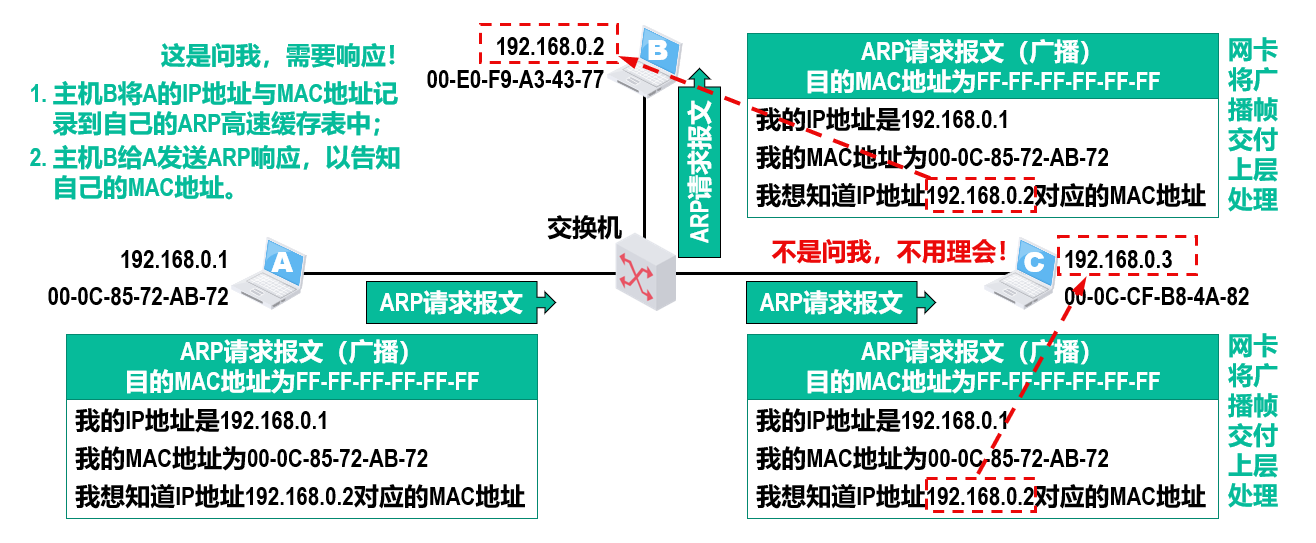 这是问我，需要响应！
1. 主机B将A的IP地址与MAC地址记
录到自己的ARP高速缓存表中；
2. 主机B给A发送ARP响应，以告知
自己的MAC地址。
192.168.0.2
00-E0-F9-A3-43-77
B
ARP请求报文
ARP请求报文（广播）
目的MAC地址为FF-FF-FF-FF-FF-FF
我的IP地址是192.168.0.1
我的MAC地址为00-0C-85-72-AB-72
我想知道IP地址192.168.0.2对应的MAC地址
网卡
将广
播帧
交付
上层
处理
交换机
192.168.0.1
00-0C-85-72-AB-72
A
ARP请求报文
不是问我，不用理会！
C
192.168.0.3
00-0C-CF-B8-4A-82
ARP请求报文
ARP请求报文（广播）
目的MAC地址为FF-FF-FF-FF-FF-FF
我的IP地址是192.168.0.1
我的MAC地址为00-0C-85-72-AB-72
我想知道IP地址192.168.0.2对应的MAC地址
ARP请求报文（广播）
目的MAC地址为FF-FF-FF-FF-FF-FF
我的IP地址是192.168.0.1
我的MAC地址为00-0C-85-72-AB-72
我想知道IP地址192.168.0.2对应的MAC地址
网卡
将广
播帧
交付
上层
处理